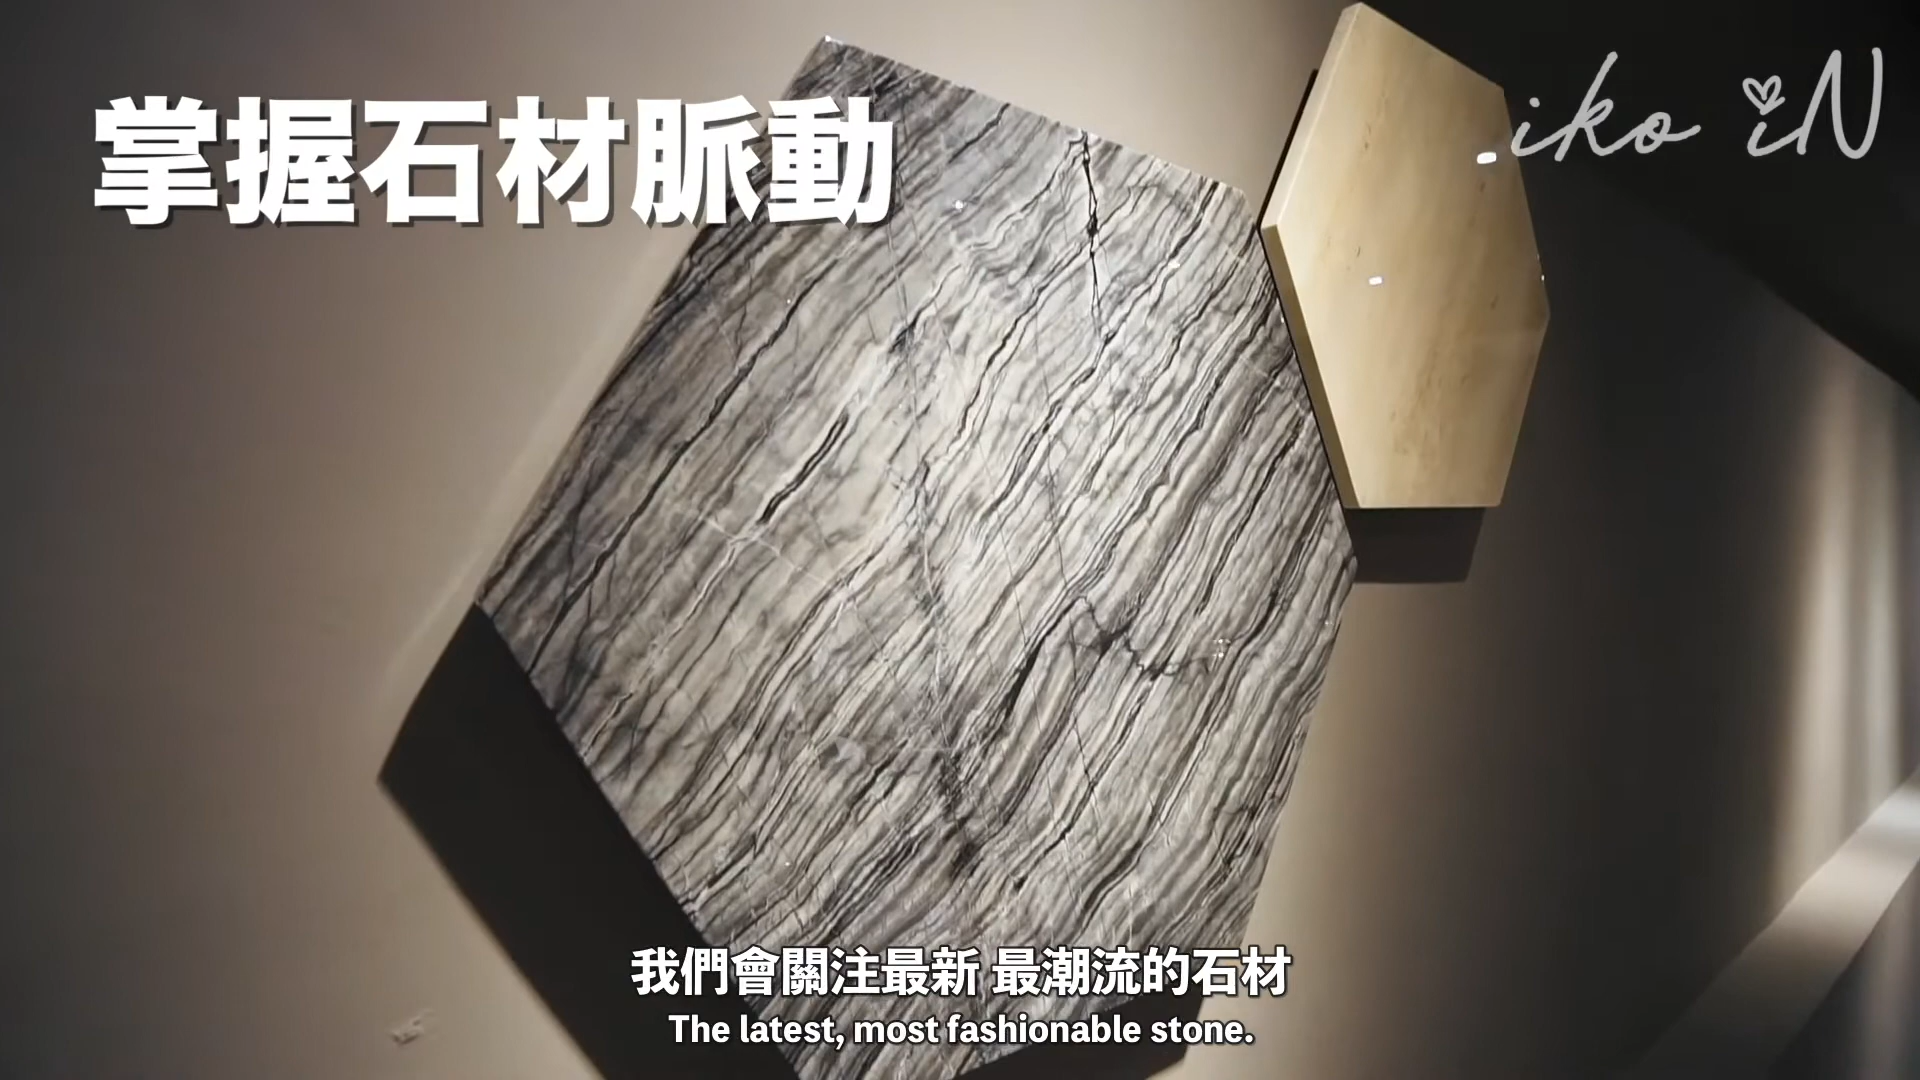 掌握石材脈動
iko iN
我們會關注最新 最潮流的石材
The latest, most fashionable stone.